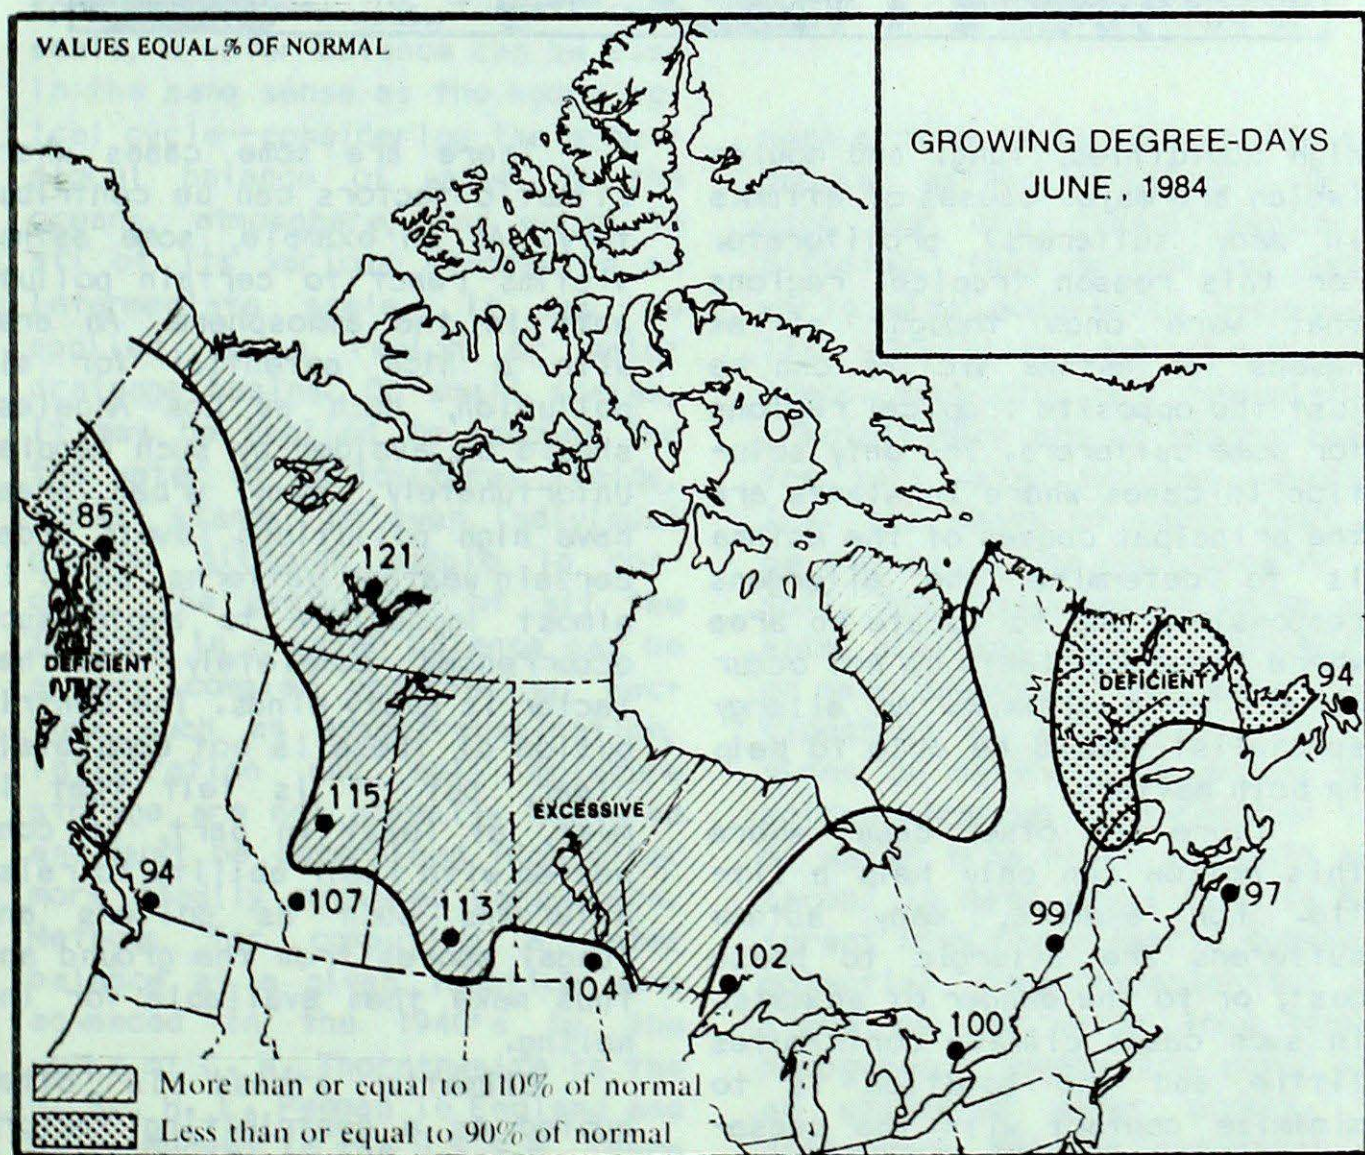 VALUES EQUAL % OF NORMAL
GROWING DEGREE-DAYS
JUNE 1984
85
121
DEFICIENT
DEFICIENT
94
115
EXCESSIVE
94
107
113
97
99
104
102
100
More than or equal to 110% of normal
Less than or equal to 90% of normal